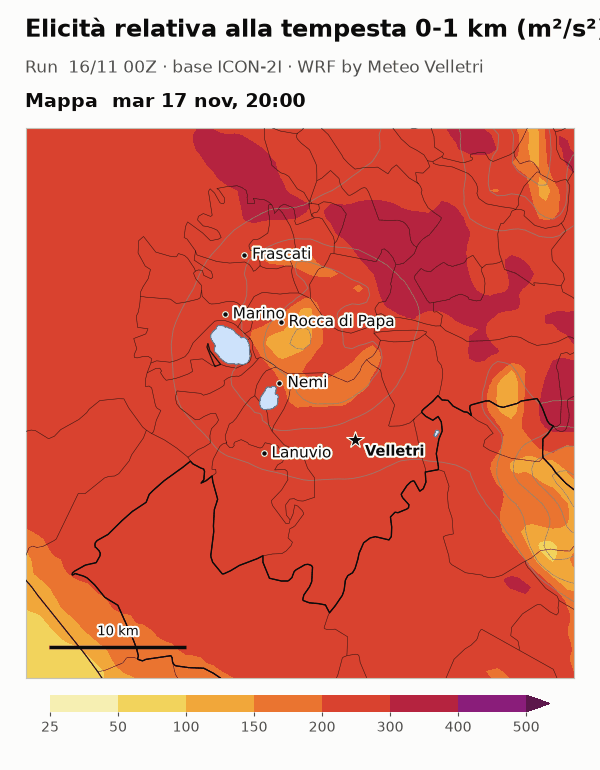 Elicità relativa alla tempesta 0-1 km (m²/s²)
Run  16/11 00Z · base ICON-2I · WRF by Meteo Velletri
Mappa  mar 17 nov, 20:00
Frascati
Marino
Rocca di Papa
Nemi
Lanuvio
Velletri
10 km
25 50 100 150 200 300 400 500